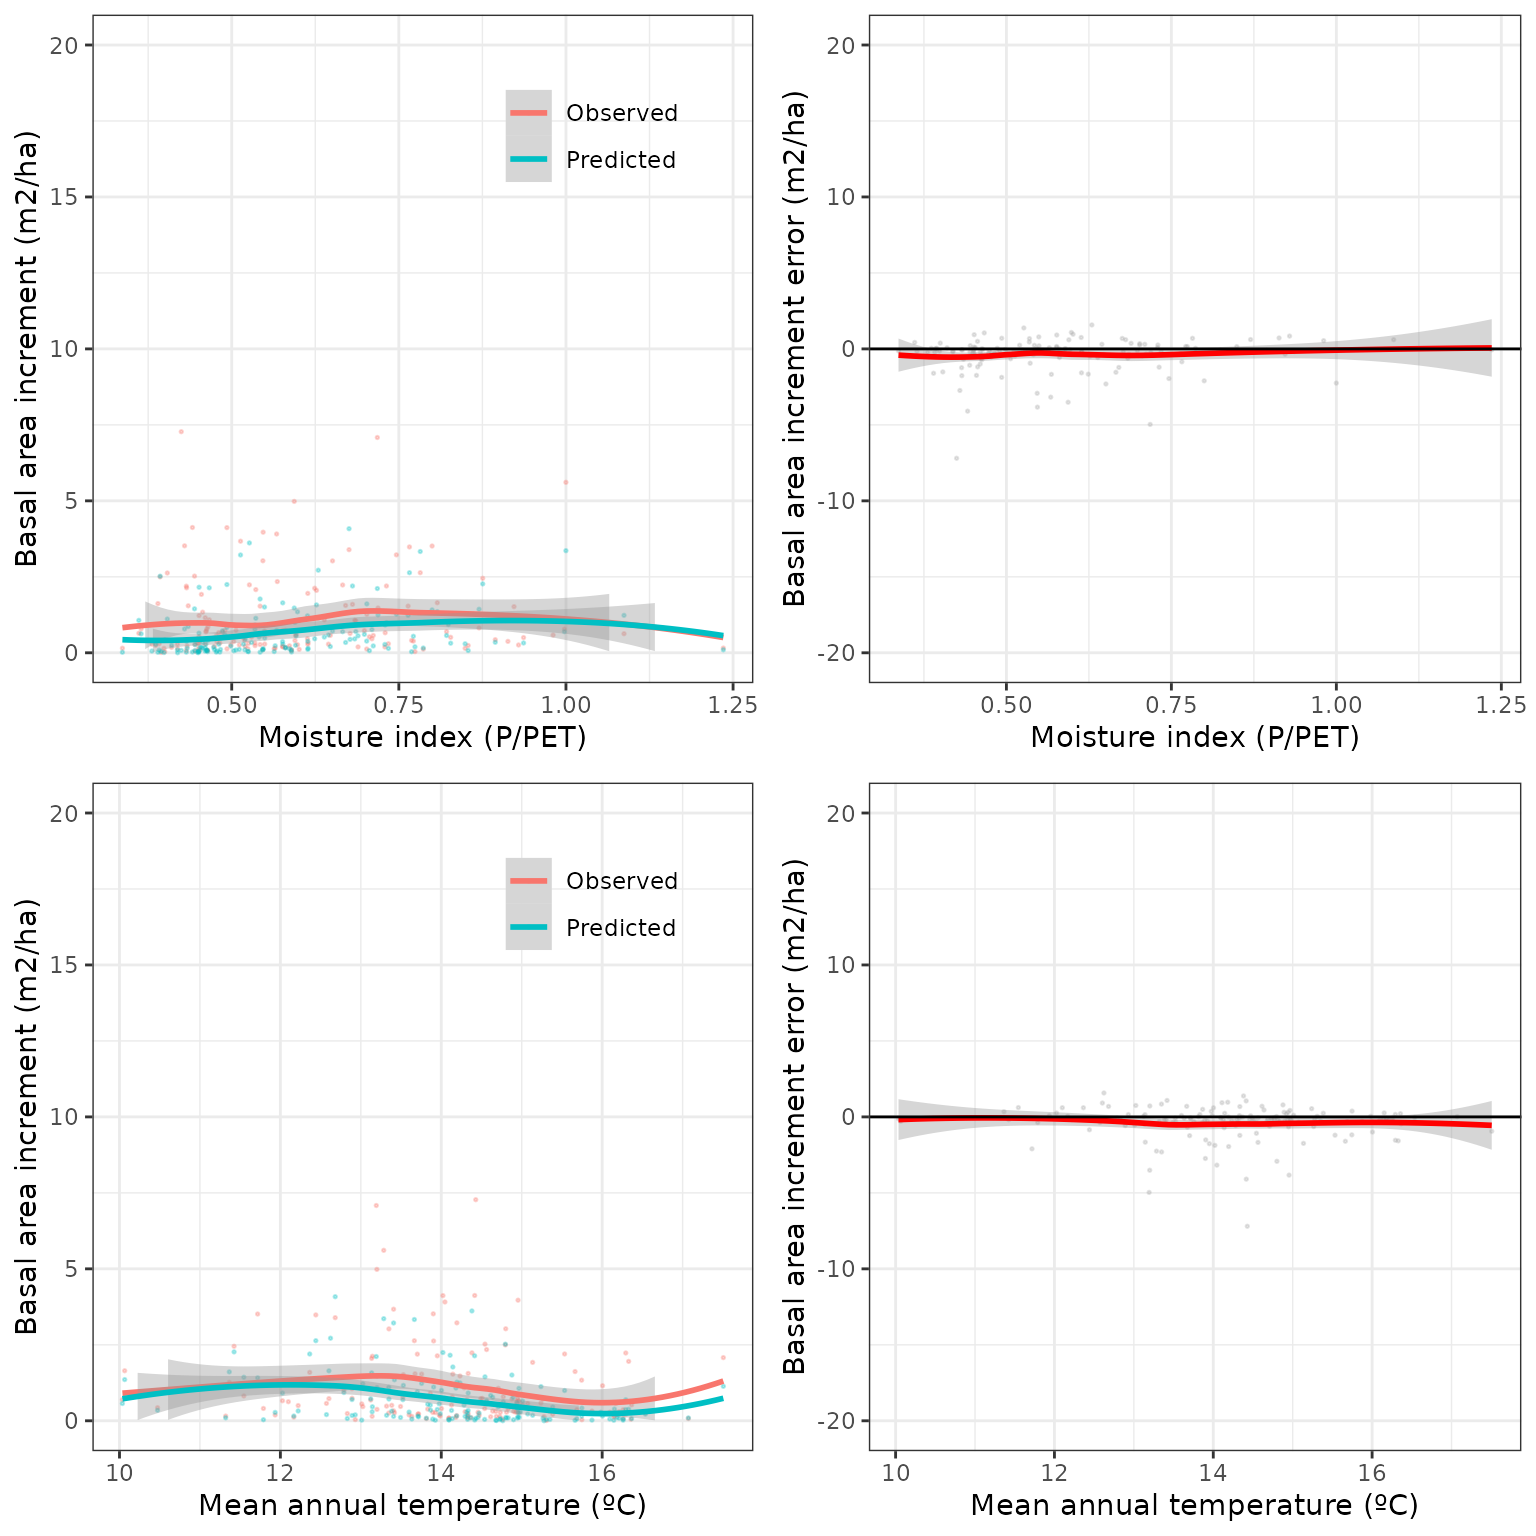 Basal area increment (m2/ha)
20
15
10
5
0
Observed
Predicted
0.50 0.75 1.00 1.25
Moisture index (P/PET)
Basal area increment error (m2/ha)
20
10
0
-10
-20
0.50 0.75 1.00 1.25
Moisture index (P/PET)
Basal area increment (m2/ha)
20
15
10
5
0
Observed
Predicted
10 12 14 16
Mean annual temperature (ºC)
Basal area increment error (m2/ha)
20
10
0
-10
-20
10 12 14 16
Mean annual temperature (ºC)